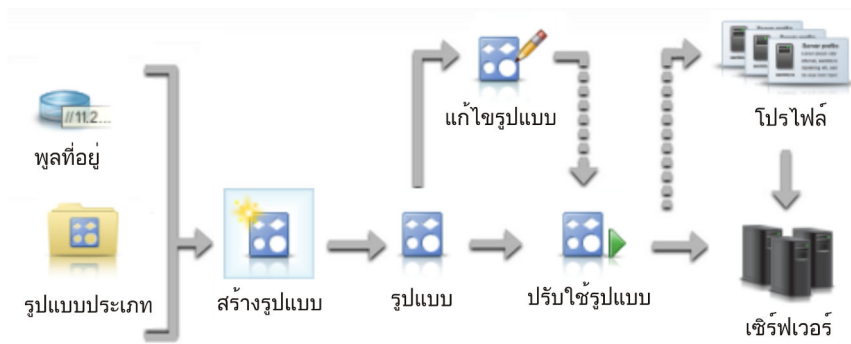 //11.2...
พูลที่อยู่
รูปแบบประเภท
สร้างรูปแบบ
รูปแบบ
แก้ไขรูปแบบ
ปรับใช้รูปแบบ
Server profile
โปรไฟล์
เซิร์ฟเวอร์